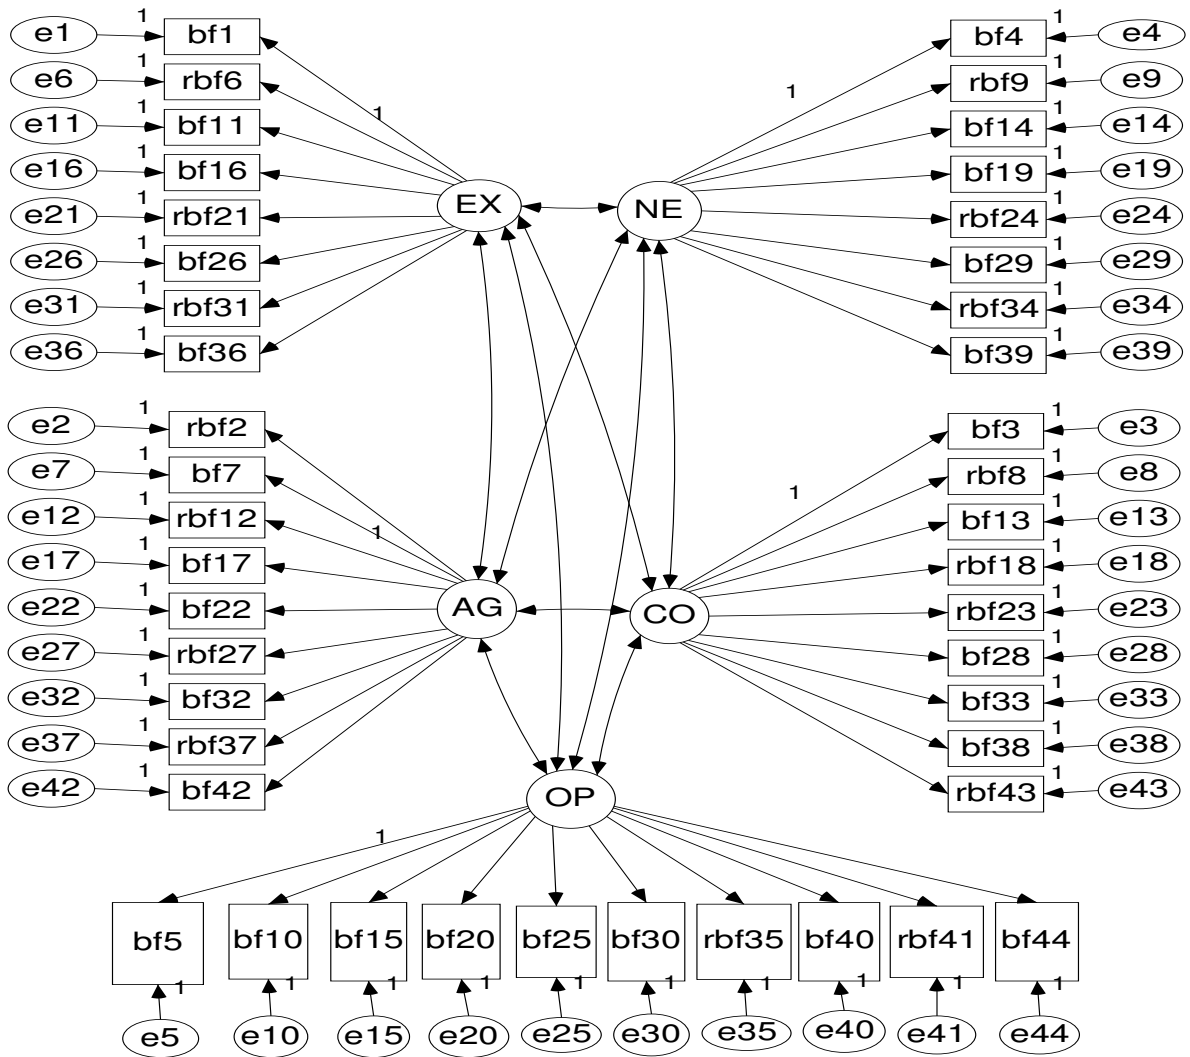 e1 1 bf1 bf4 1 e4
e6 1 rbf6 rbf9 1 e9
e11 1 bf11 1 1 bf14 1 e14
e16 1 bf16 bf19 1 e19
e21 1 rbf21 EX NE rbf24 1 e24
e26 1 bf26 bf29 1 e29
e31 1 rbf31 rbf34 1 e34
e36 1 bf36 bf39 1 e39
e2 1 rbf2 bf3 1 e3
e7 1 bf7 rbf8 1 e8
e12 1 rbf12 1 1 bf13 1 e13
e17 1 bf17 rbf18 1 e18
e22 1 bf22 AG CO rbf23 1 e23
e27 1 rbf27 bf28 1 e28
e32 1 bf32 bf33 1 e33
e37 1 rbf37 bf38 1 e38
e42 1 bf42 OP rbf43 1 e43
1
bf5 bf10 bf15 bf20 bf25 bf30 rbf35 bf40 rbf41 bf44
1 1 1 1 1 1 1 1 1 1
e5 e10 e15 e20 e25 e30 e35 e40 e41 e44